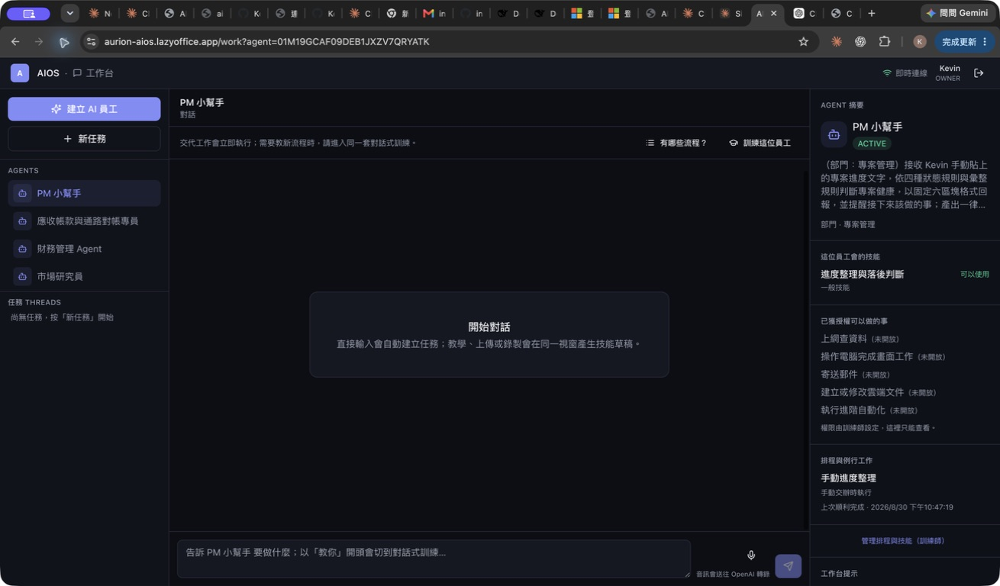 N
C
A
ai
K
建
K
C
新
in
in
D
D
登
登
A
C
S
A
C
C
問問 Gemini
aurion-aios.lazyoffice.app/work?agent=01M19GCAF09DEB1JXZV7QRYATK
K
完成更新
A
AIOS · 工作台
即時連線
Kevin
OWNER
建立 AI 員工
新任務
AGENTS
PM 小幫手
應收帳款與通路對帳專員
財務管理 Agent
市場研究員
任務 THREADS
尚無任務，按「新任務」開始
PM 小幫手
對話
交代工作會立即執行；需要教新流程時，請進入同一套對話式訓練。
有哪些流程？
訓練這位員工
開始對話
直接輸入會自動建立任務；教學、上傳或錄製會在同一視窗產生技能草稿。
告訴 PM 小幫手 要做什麼；以「教你」開頭會切到對話式訓練...
音訊會送往 OpenAI 轉錄
AGENT 摘要
PM 小幫手
ACTIVE
（部門：專案管理）接收 Kevin 手動貼上
的專案進度文字，依四種狀態規則與彙整
規則判斷專案健康，以固定六區塊格式回
報，並提醒接下來該做的事；產出一律...
部門 · 專案管理
這位員工會的技能
進度整理與落後判斷
可以使用
一般技能
已獲授權可以做的事
上網查資料（未開放）
操作電腦完成畫面工作（未開放）
寄送郵件（未開放）
建立或修改雲端文件（未開放）
執行進階自動化（未開放）
權限由訓練師設定，這裡只能查看。
排程與例行工作
手動進度整理
手動交辦時執行
上次順利完成 · 2026/8/30 下午10:47:19
管理排程與技能（訓練師）
工作台提示